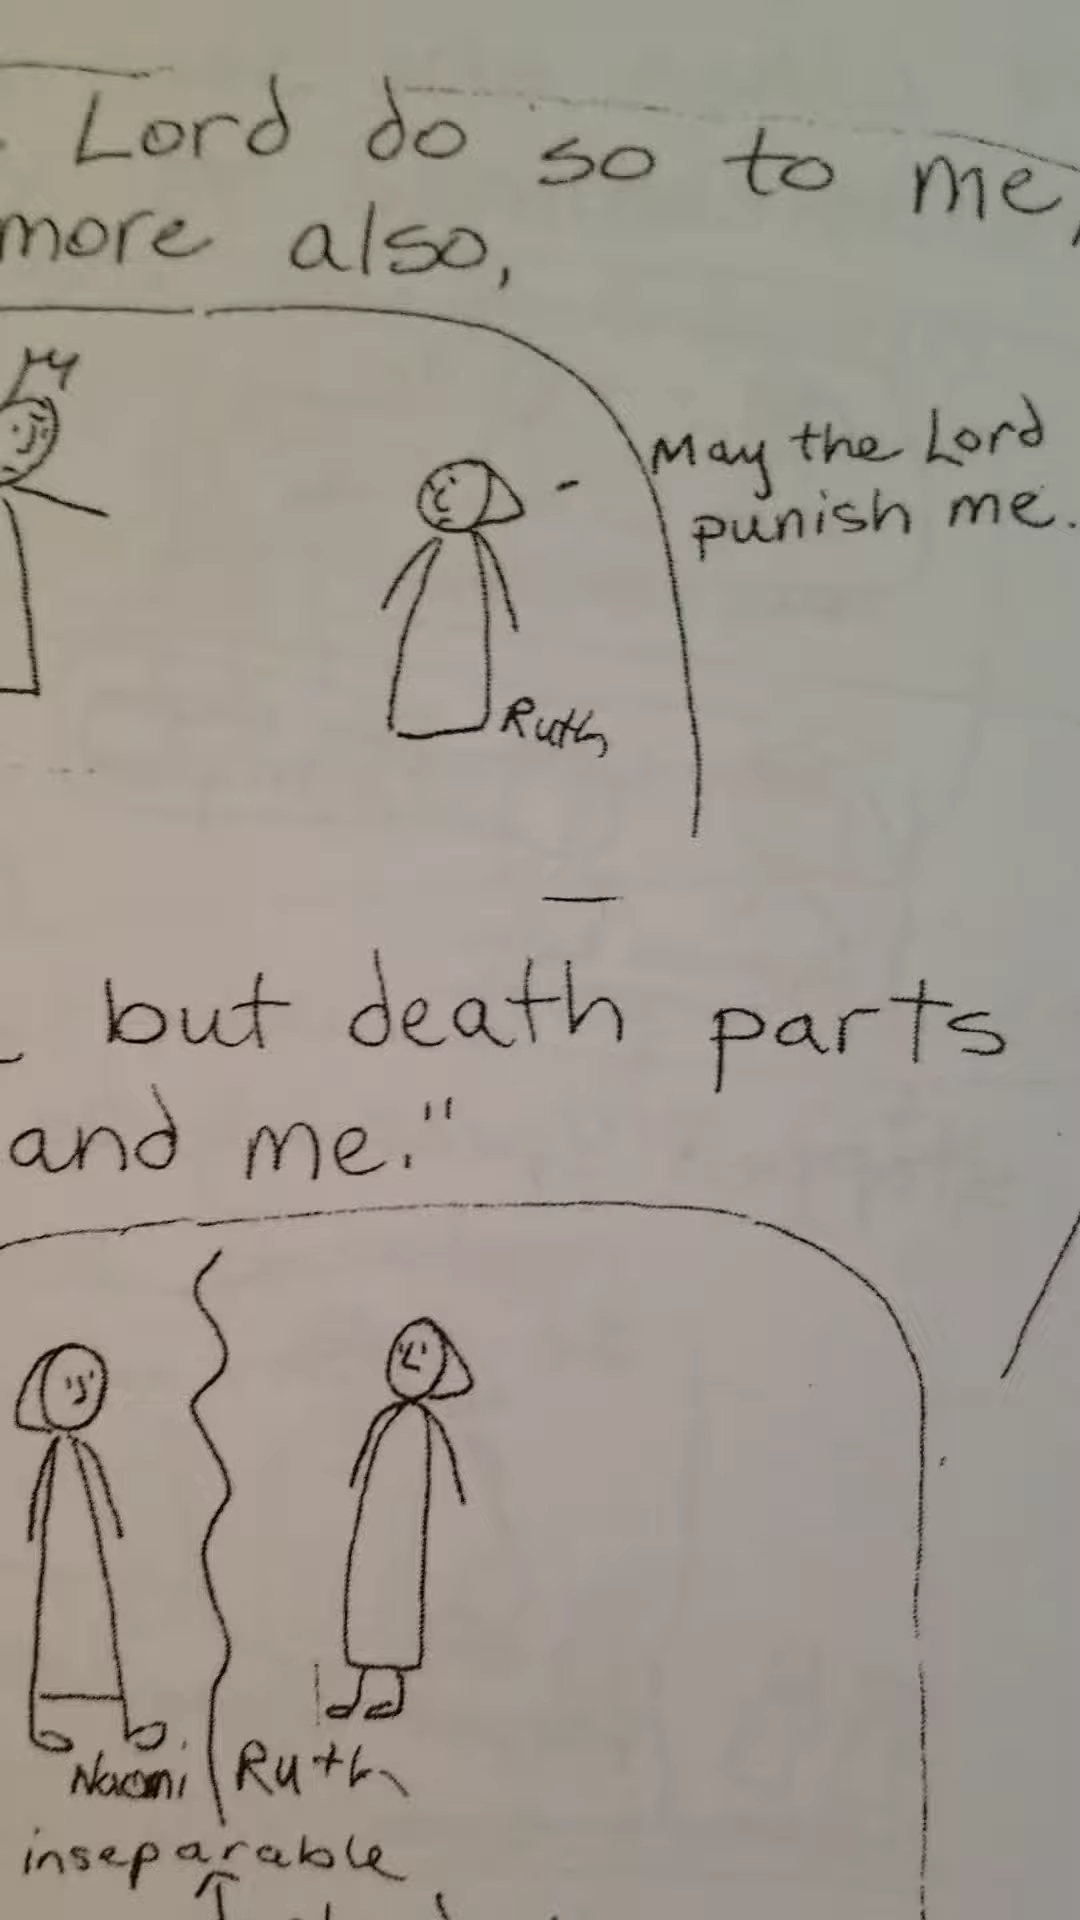 Lord do so to me,
more also,
May the Lord
punish me.
Ruth
but death parts
and me."
Naomi
Ruth
inseparable